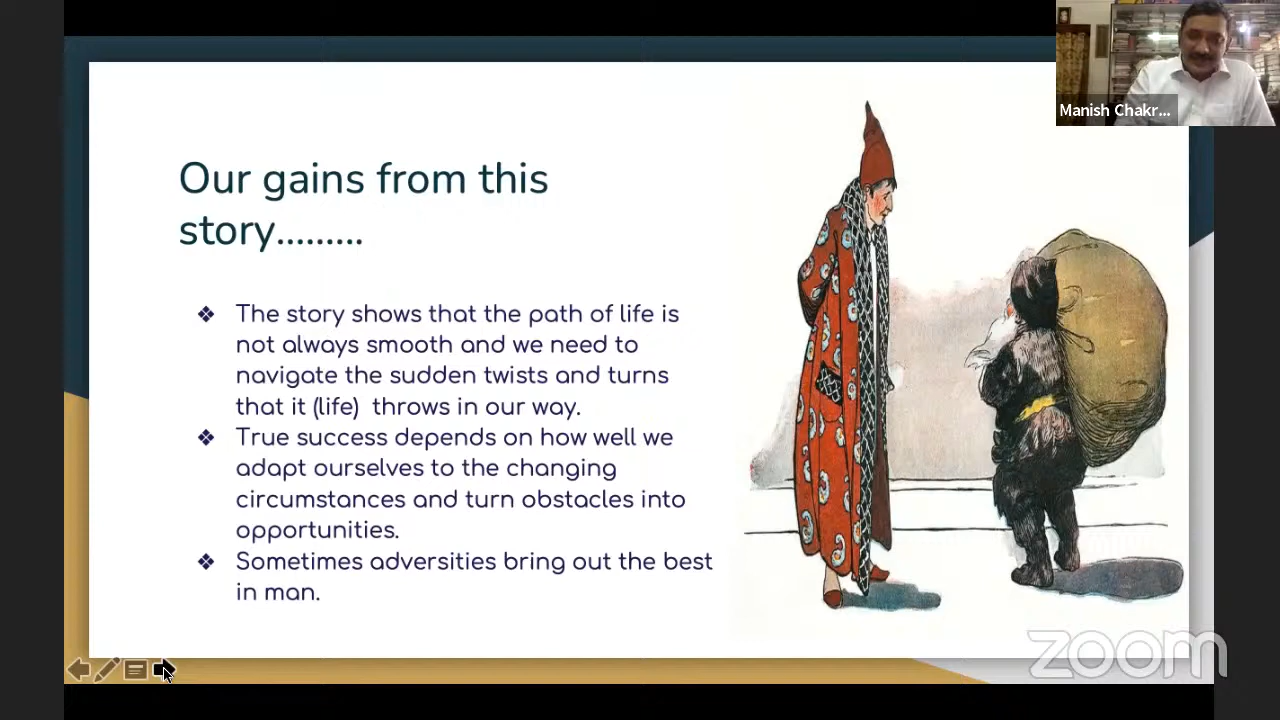 Manish Chakr...
Our gains from this
story.........
❖ The story shows that the path of life is
not always smooth and we need to
navigate the sudden twists and turns
that it (life)  throws in our way.
❖ True success depends on how well we
adapt ourselves to the changing
circumstances and turn obstacles into
opportunities.
❖ Sometimes adversities bring out the best
in man.
zoom